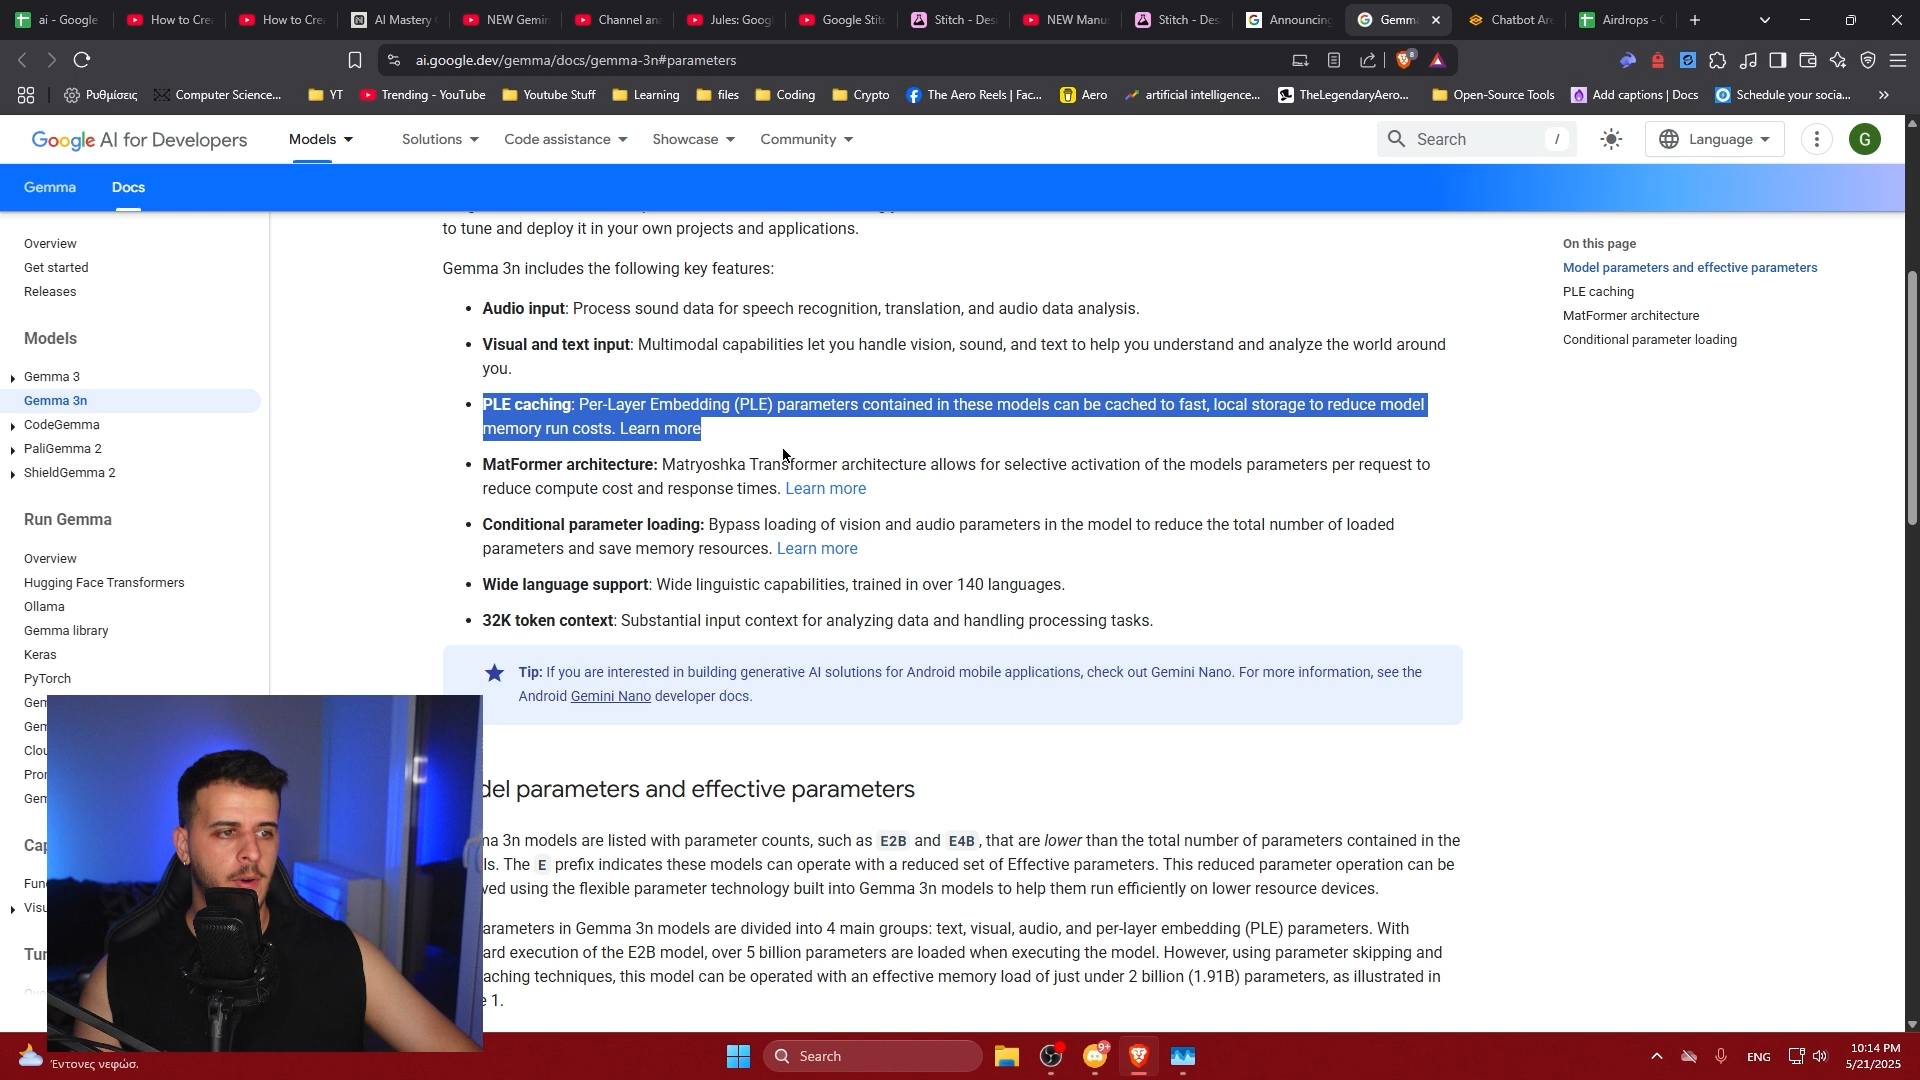 ai - Google
How to Crea
How to Crea
AI Mastery
NEW Gemin
Channel an
Jules: Goog
Google Stit
Stitch - Des
NEW Manu
Stitch - Des
Announcing
Gemm
Chatbot Are
Airdrops -
ai.google.dev/gemma/docs/gemma-3n#parameters
Ρυθμίσεις
Computer Science...
YT
Trending - YouTube
Youtube Stuff
Learning
files
Coding
Crypto
The Aero Reels | Fac...
Aero
artificial intelligence...
TheLegendaryAero...
Open-Source Tools
Add captions | Docs
Schedule your socia...
Google AI for Developers
Models
Solutions
Code assistance
Showcase
Community
Search /
Language
G
Gemma
Docs
Overview
Get started
Releases
Models
Gemma 3
Gemma 3n
CodeGemma
PaliGemma 2
ShieldGemma 2
Run Gemma
Overview
Hugging Face Transformers
Ollama
Gemma library
Keras
PyTorch
Gem
Gem
Clou
Pron
Gem
Cap
Func
Visu
Tun
to tune and deploy it in your own projects and applications.
Gemma 3n includes the following key features:
• Audio input: Process sound data for speech recognition, translation, and audio data analysis.
• Visual and text input: Multimodal capabilities let you handle vision, sound, and text to help you understand and analyze the world around
you.
• PLE caching: Per-Layer Embedding (PLE) parameters contained in these models can be cached to fast, local storage to reduce model
memory run costs. Learn more
• MatFormer architecture: Matryoshka Transformer architecture allows for selective activation of the models parameters per request to
reduce compute cost and response times. Learn more
• Conditional parameter loading: Bypass loading of vision and audio parameters in the model to reduce the total number of loaded
parameters and save memory resources. Learn more
• Wide language support: Wide linguistic capabilities, trained in over 140 languages.
• 32K token context: Substantial input context for analyzing data and handling processing tasks.
Tip: If you are interested in building generative AI solutions for Android mobile applications, check out Gemini Nano. For more information, see the
Android Gemini Nano developer docs.
del parameters and effective parameters
na 3n models are listed with parameter counts, such as E2B and E4B, that are lower than the total number of parameters contained in the
ls. The E prefix indicates these models can operate with a reduced set of Effective parameters. This reduced parameter operation can be
ved using the flexible parameter technology built into Gemma 3n models to help them run efficiently on lower resource devices.
arameters in Gemma 3n models are divided into 4 main groups: text, visual, audio, and per-layer embedding (PLE) parameters. With
ard execution of the E2B model, over 5 billion parameters are loaded when executing the model. However, using parameter skipping and
aching techniques, this model can be operated with an effective memory load of just under 2 billion (1.91B) parameters, as illustrated in
e 1.
On this page
Model parameters and effective parameters
PLE caching
MatFormer architecture
Conditional parameter loading
Έντονες νεφώσ.
Search
9+
ENG
10:14 PM
5/21/2025